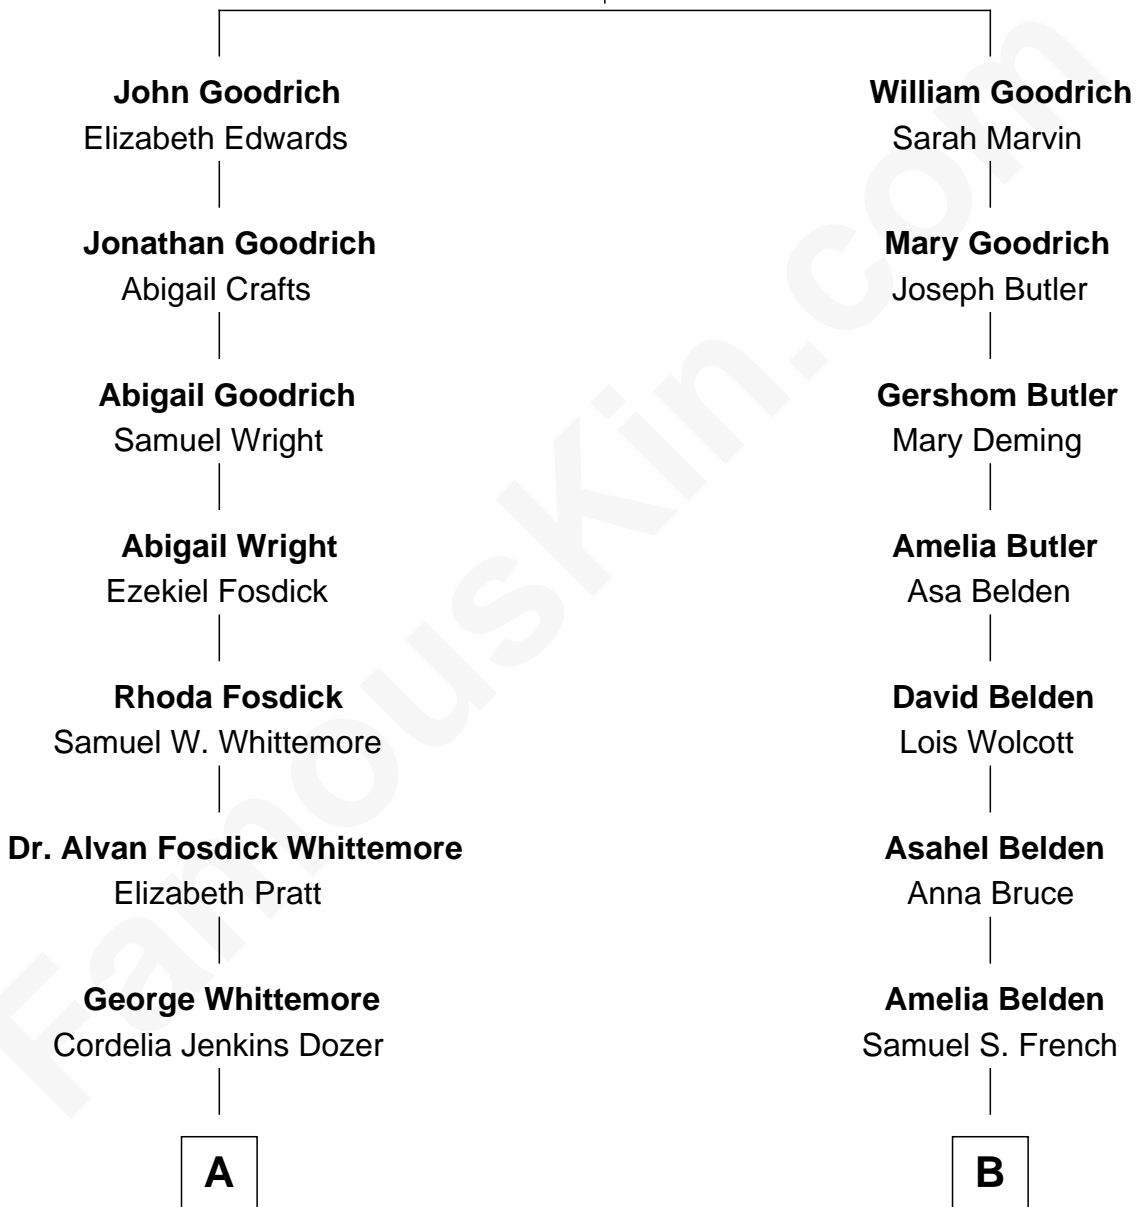 John Goodrich
Elizabeth Edwards
Jonathan Goodrich
Abigail Crafts
Abigail Goodrich
Samuel Wright
Abigail Wright
Ezekiel Fosdick
Rhoda Fosdick
Samuel W. Whittemore
Dr. Alvan Fosdick Whittemore
Elizabeth Pratt
George Whittemore
Cordelia Jenkins Dozer
A
William Goodrich
Sarah Marvin
Mary Goodrich
Joseph Butler
Gershom Butler
Mary Deming
Amelia Butler
Asa Belden
David Belden
Lois Wolcott
Asahel Belden
Anna Bruce
Amelia Belden
Samuel S. French
B
FamousKin.com